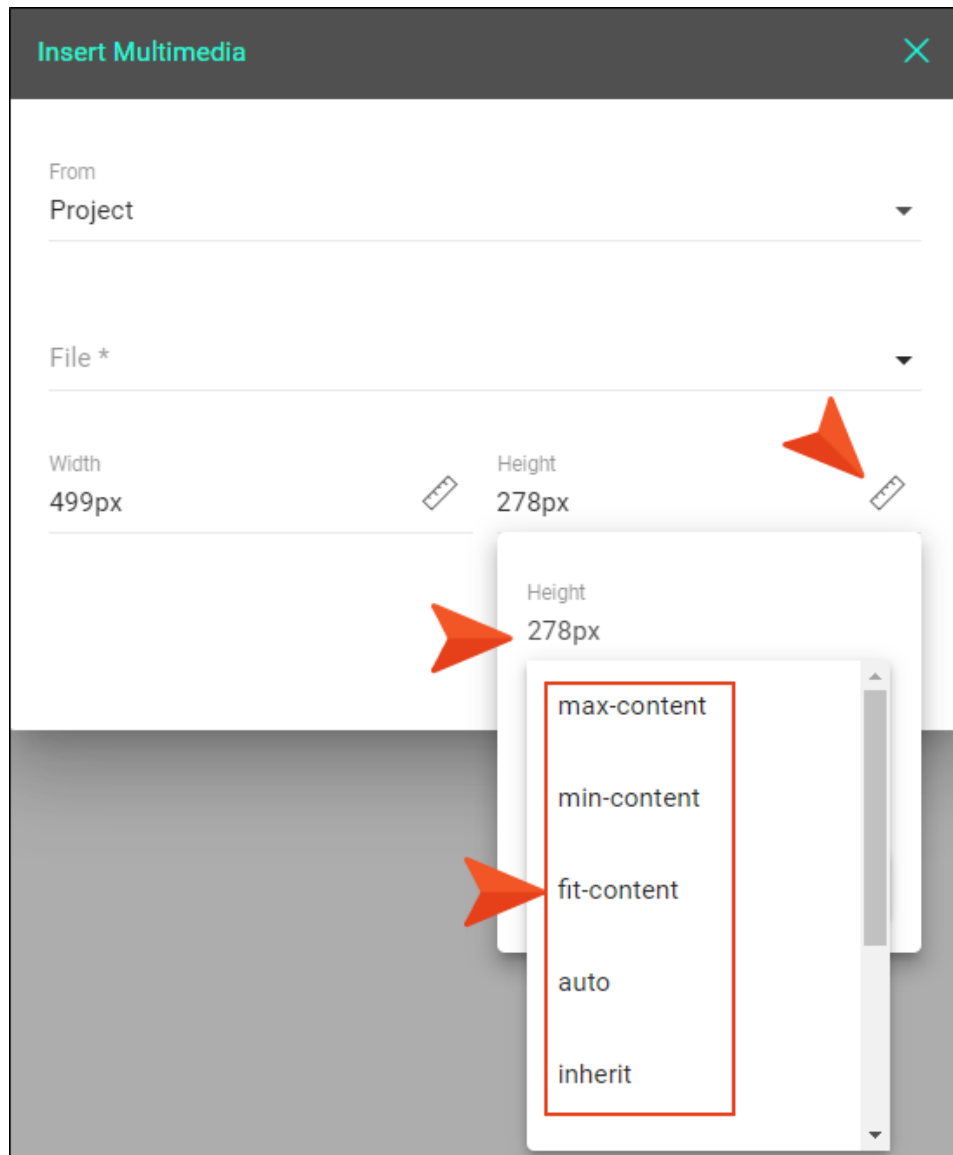 Insert Multimedia
From
Project
File *
Width
499px
Height
278px
Height
278px
max-content
min-content
fit-content
auto
inherit